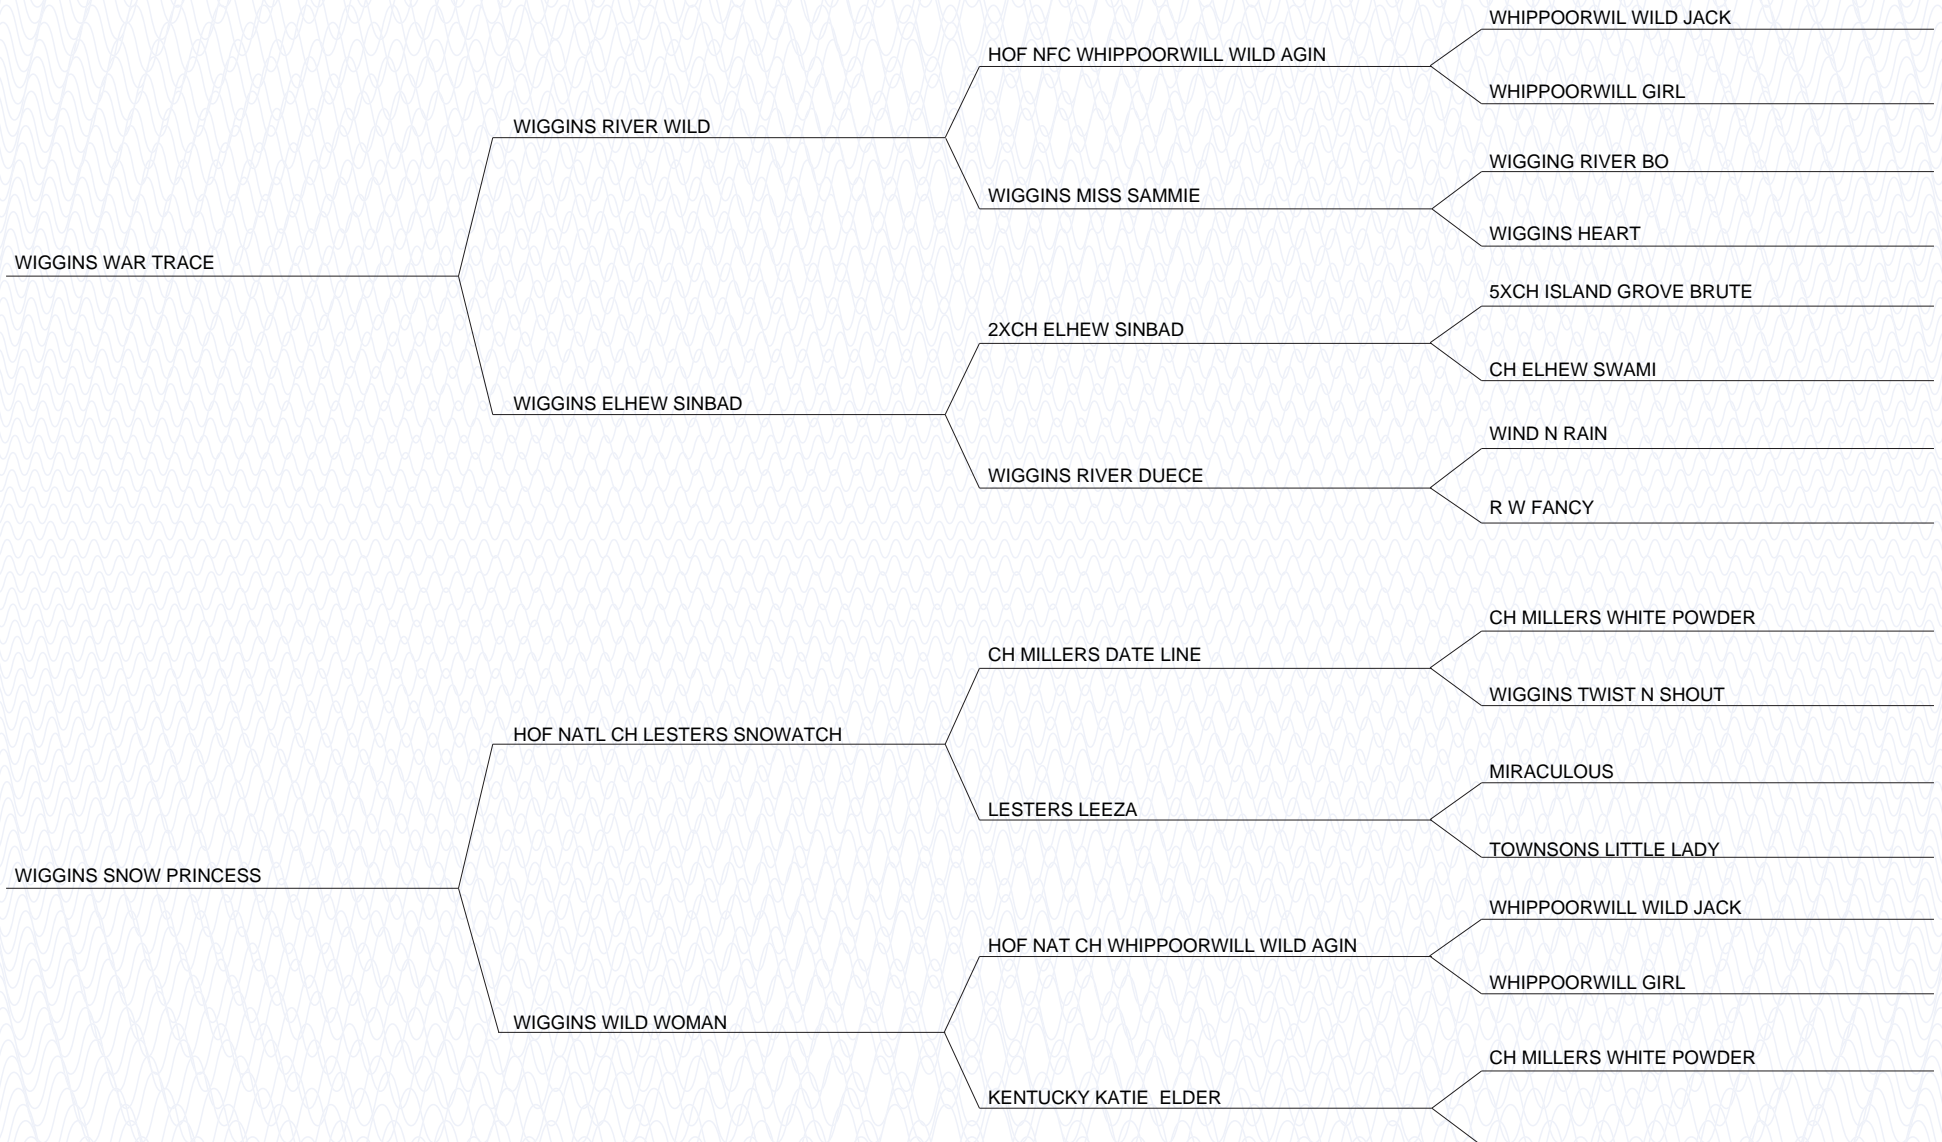 WHIPPOORWIL WILD JACK
HOF NFC WHIPPOORWILL WILD AGIN
WHIPPOORWILL GIRL
WIGGINS RIVER WILD
WIGGING RIVER BO
WIGGINS MISS SAMMIE
WIGGINS HEART
WIGGINS WAR TRACE
5XCH ISLAND GROVE BRUTE
2XCH ELHEW SINBAD
CH ELHEW SWAMI
WIGGINS ELHEW SINBAD
WIND N RAIN
WIGGINS RIVER DUECE
R W FANCY
CH MILLERS WHITE POWDER
CH MILLERS DATE LINE
WIGGINS TWIST N SHOUT
HOF NATL CH LESTERS SNOWATCH
MIRACULOUS
LESTERS LEEZA
TOWNSONS LITTLE LADY
WIGGINS SNOW PRINCESS
WHIPPOORWILL WILD JACK
HOF NAT CH WHIPPOORWILL WILD AGIN
WHIPPOORWILL GIRL
WIGGINS WILD WOMAN
CH MILLERS WHITE POWDER
KENTUCKY KATIE  ELDER